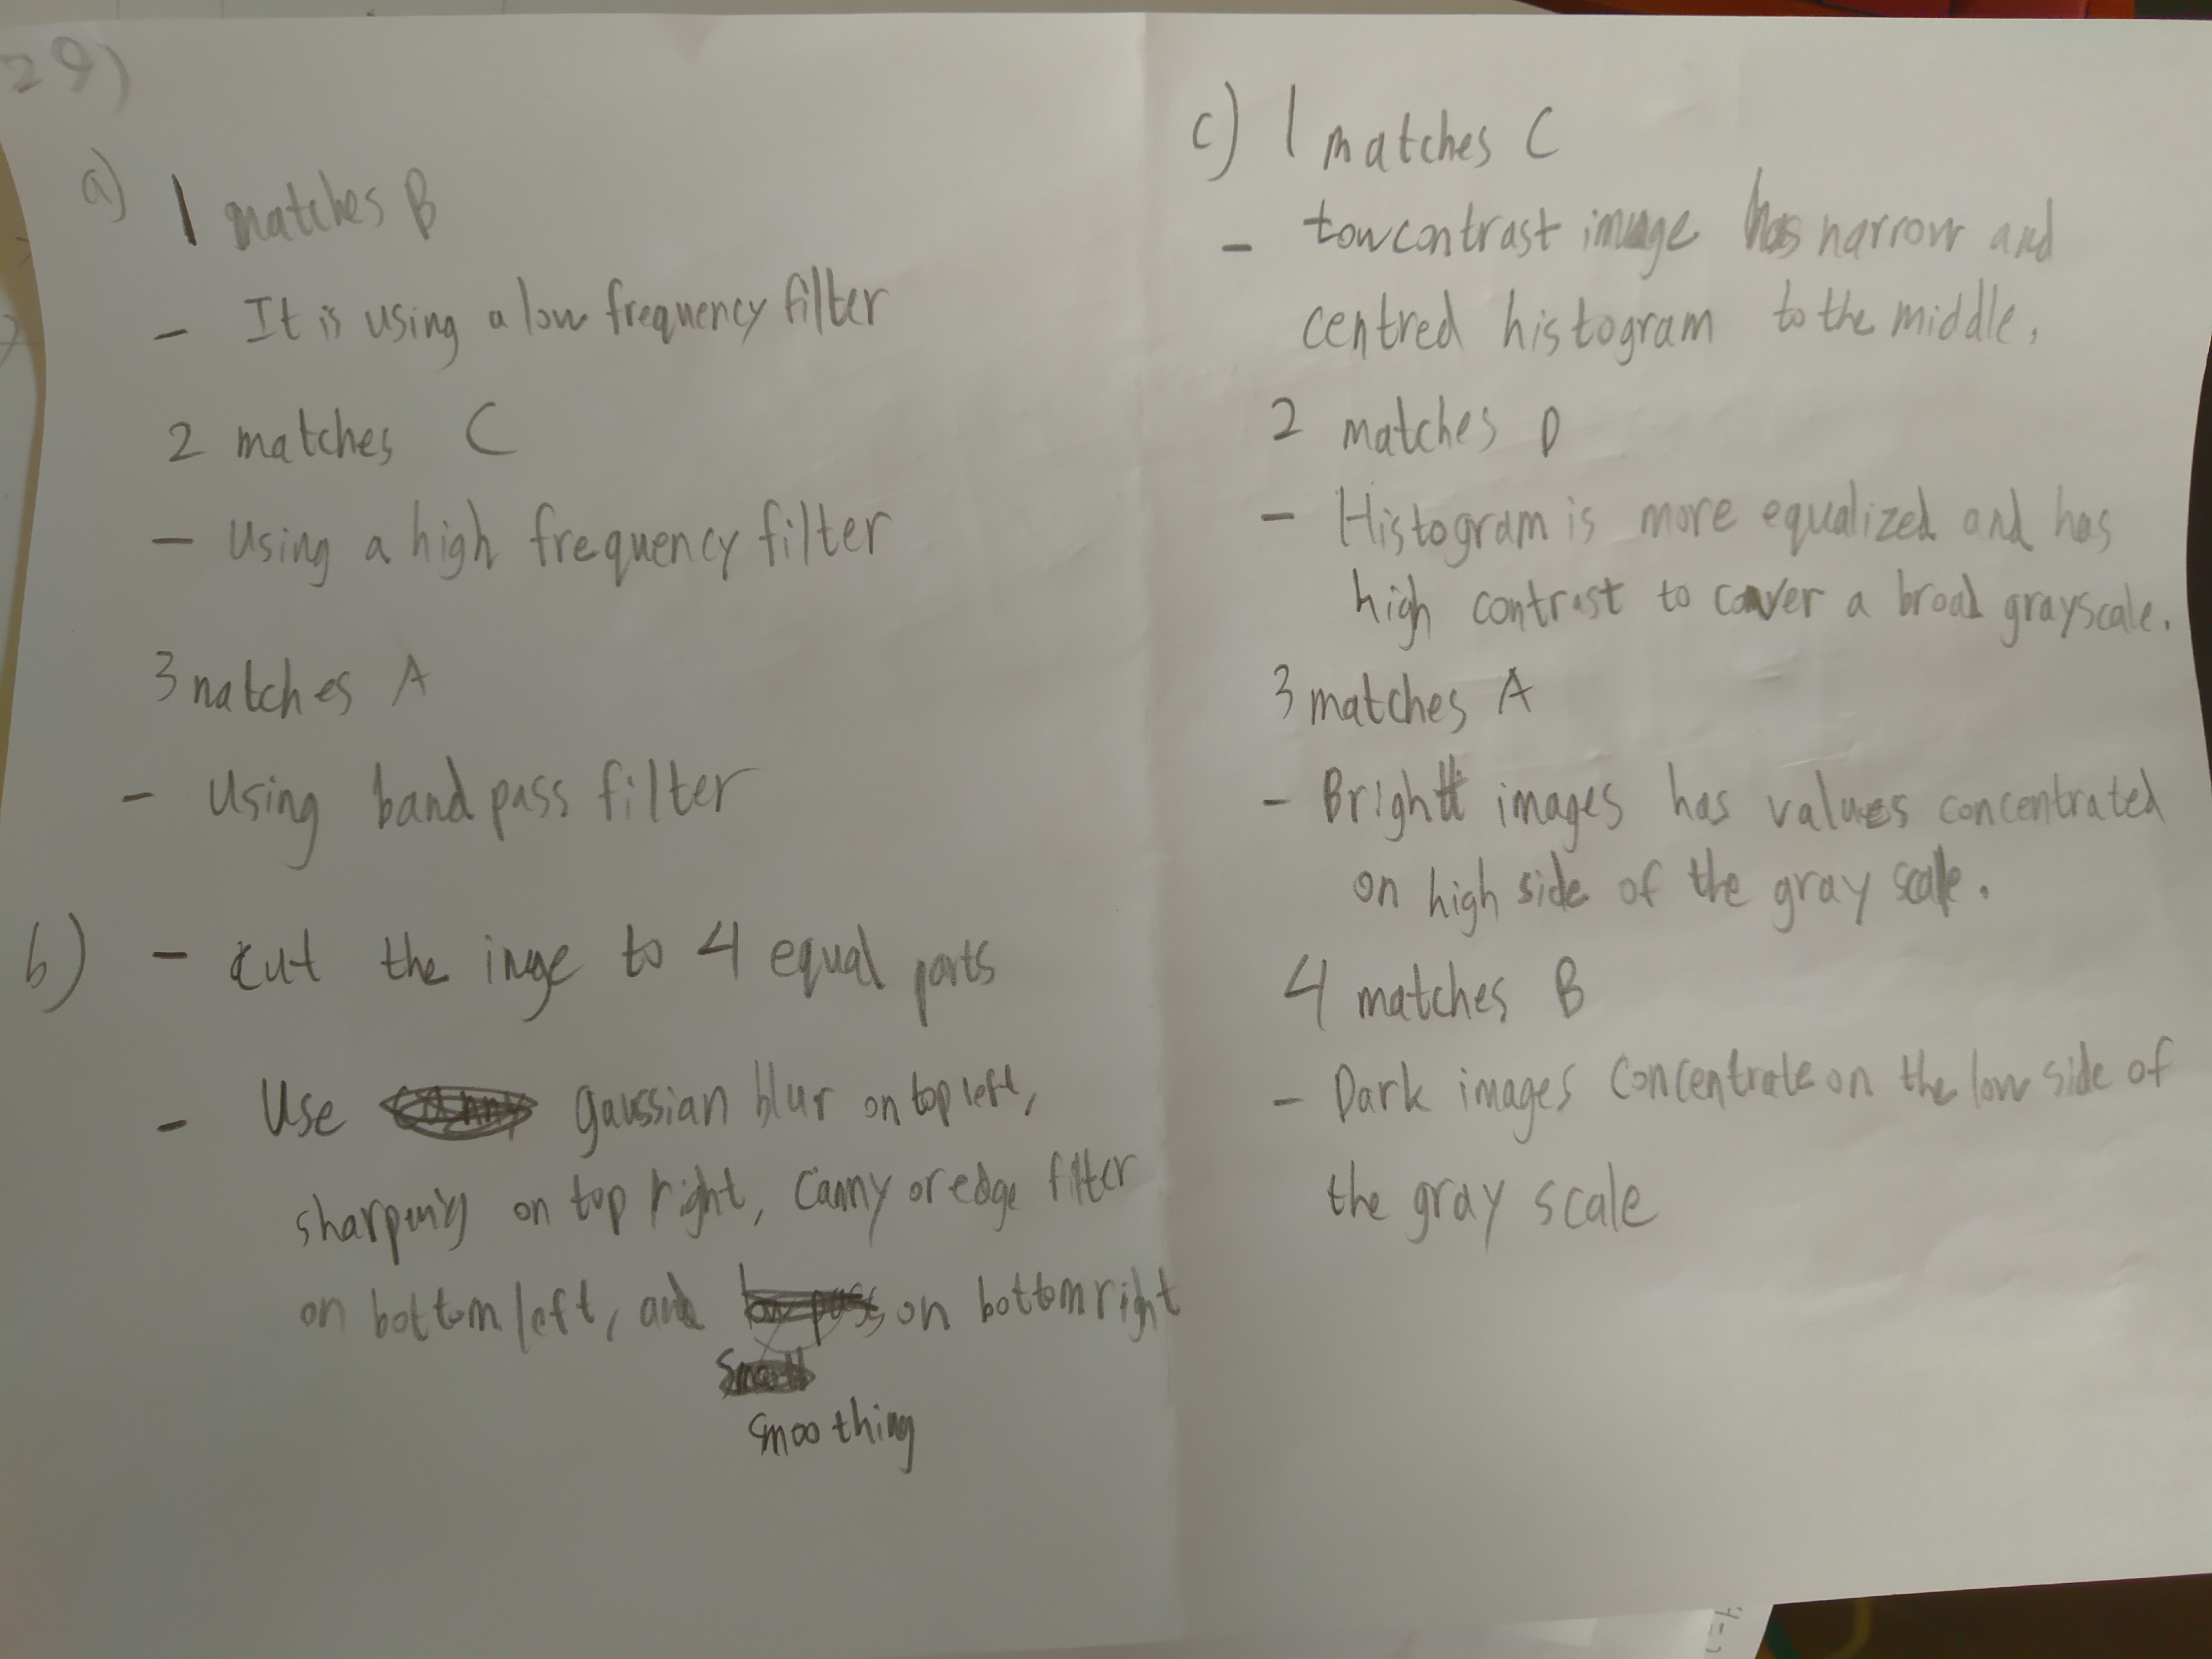 29)
a) 1 matches B
- It is using a low frequency filter
2 matches C
- Using a high frequency filter
3 matches A
- Using band pass filter
b) - cut the imge to 4 equal parts
- Use gaussian blur on top left,
sharpening on top right, Canny or edge filter
on bottom left, and on bottom right
smoothing
c) 1 matches C
- low contrast image has narrow and
centred histogram to the middle.
2 matches D
- Histogram is more equalized and has
high contrast to cover a broad grayscale.
3 matches A
- Bright images has values concentrated
on high side of the gray scale.
4 matches B
- Dark images Concentrate on the low side of
the gray scale